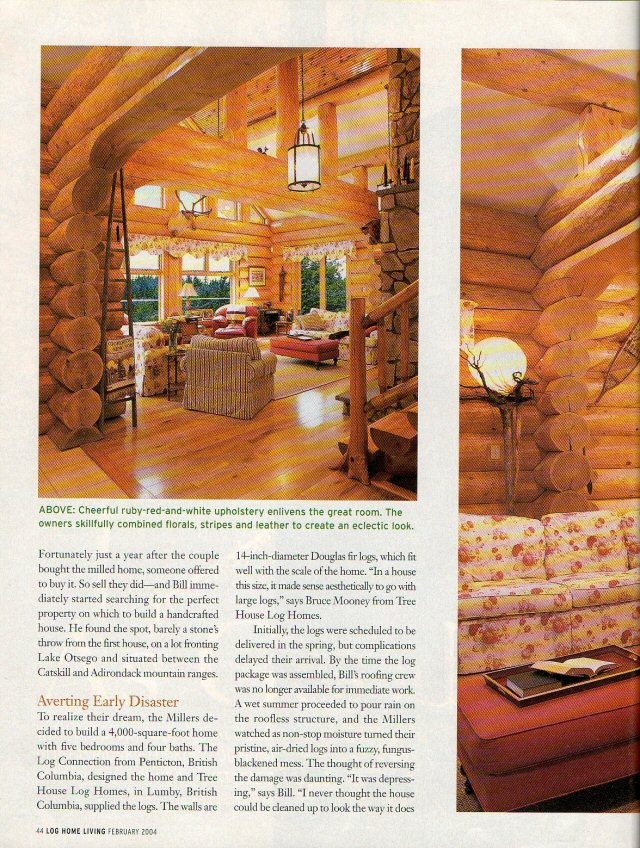 ABOVE: Cheerful ruby-red-and-white upholstery enlivens the great room. The
owners skillfully combined florals, stripes and leather to create an eclectic look.
Fortunately just a year after the couple
bought the milled home, someone offered
to buy it. So sell they did—and Bill imme-
diately started searching for the perfect
property on which to build a handcrafted
house. He found the spot, barely a stone's
throw from the first house, on a lot fronting
Lake Otsego and situated between the
Catskill and Adirondack mountain ranges.
Averting Early Disaster
To realize their dream, the Millers de-
cided to build a 4,000-square-foot home
with five bedrooms and four baths. The
Log Connection from Penticton, British
Columbia, designed the home and Tree
House Log Homes, in Lumby, British
Columbia, supplied the logs. The walls are
14-inch-diameter Douglas fir logs, which fit
well with the scale of the home. “In a house
this size, it made sense aesthetically to go with
large logs,” says Bruce Mooney from Tree
House Log Homes.
Initially, the logs were scheduled to be
delivered in the spring, but complications
delayed their arrival. By the time the log
package was assembled, Bill's roofing crew
was no longer available for immediate work.
A wet summer proceeded to pour rain on
the roofless structure, and the Millers
watched as non-stop moisture turned their
pristine, air-dried logs into a fuzzy, fungus-
blackened mess. The thought of reversing
the damage was daunting. “It was depress-
ing,” says Bill. “I never thought the house
could be cleaned up to look the way it does
44 LOG HOME LIVING FEBRUARY 2004